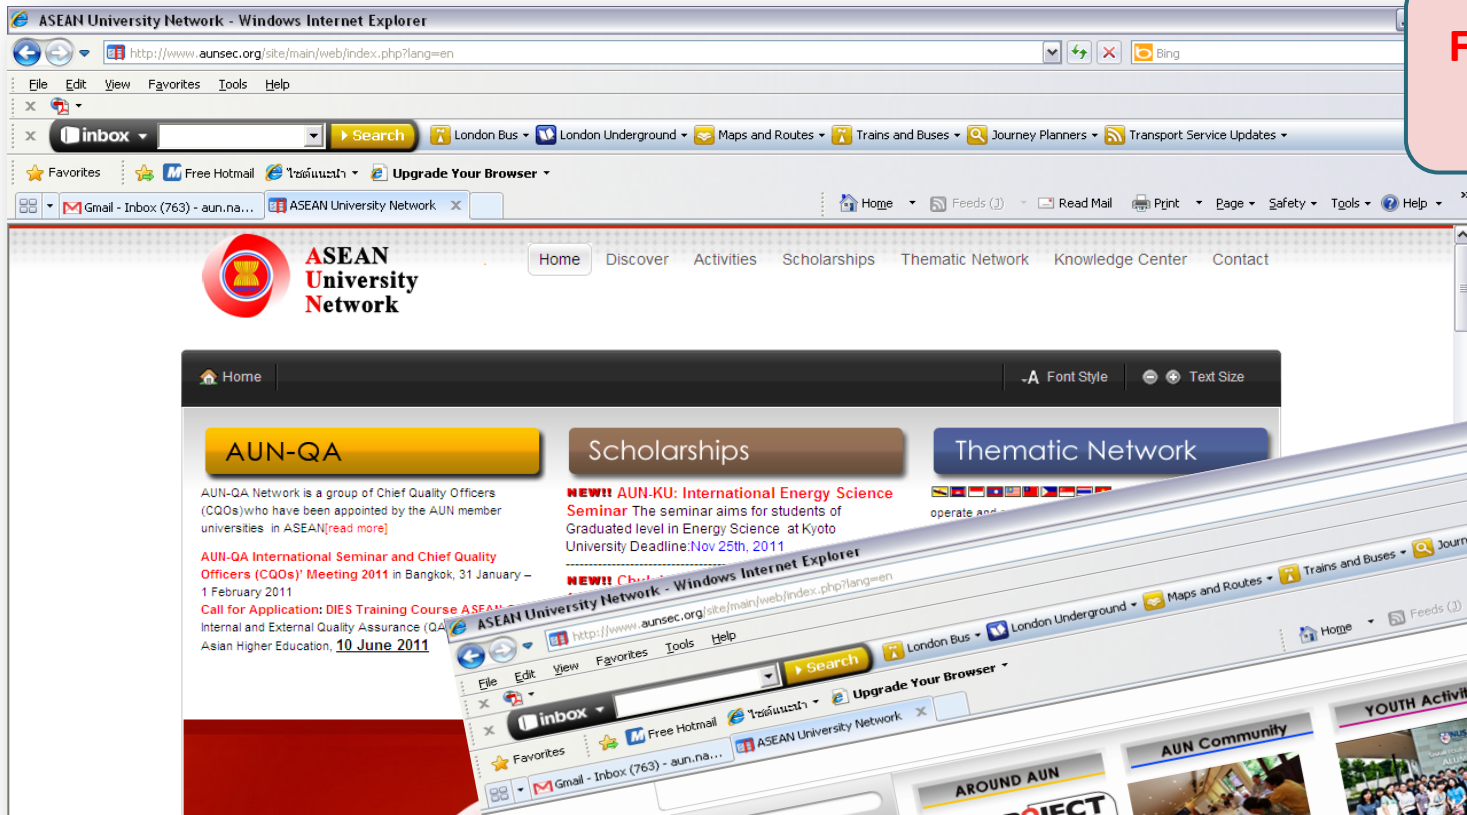 ASEAN University Network - Windows Internet Explorer
F
http://www.aunsec.org/site/main/web/index.php?lang=en
Bing
File Edit View Favorites Tools Help
inbox Search London Bus London Underground Maps and Routes Trains and Buses Journey Planners Transport Service Updates
Favorites Free Hotmail ไซต์แนะนำ Upgrade Your Browser
Gmail - Inbox (763) - aun.na... ASEAN University Network Home Feeds (J) Read Mail Print Page Safety Tools Help
ASEAN
University
Network
Home Discover Activities Scholarships Thematic Network Knowledge Center Contact
Home Font Style Text Size
AUN-QA
AUN-QA Network is a group of Chief Quality Officers
(CQOs)who have been appointed by the AUN member
universities in ASEAN[read more]
AUN-QA International Seminar and Chief Quality
Officers (CQOs)' Meeting 2011 in Bangkok, 31 January –
1 February 2011
Call for Application: DIES Training Course ASEAN
Internal and External Quality Assurance (QA
Asian Higher Education, 10 June 2011
Scholarships
NEW!! AUN-KU: International Energy Science
Seminar The seminar aims for students of
Graduated level in Energy Science at Kyoto
University Deadline:Nov 25th, 2011
NEW!!
Thematic Network
operate and
ASEAN University Network - Windows Internet Explorer
http://www.aunsec.org/site/main/web/index.php?lang=en
File Edit View Favorites Tools Help
inbox Search London Bus London Underground Maps and Routes Trains and Buses Journ
Favorites Free Hotmail ไซต์แนะนำ Upgrade Your Browser
Gmail - Inbox (763) - aun.na... ASEAN University Network Home Feeds (J)
AROUND AUN
AUN Community
YOUTH Activit